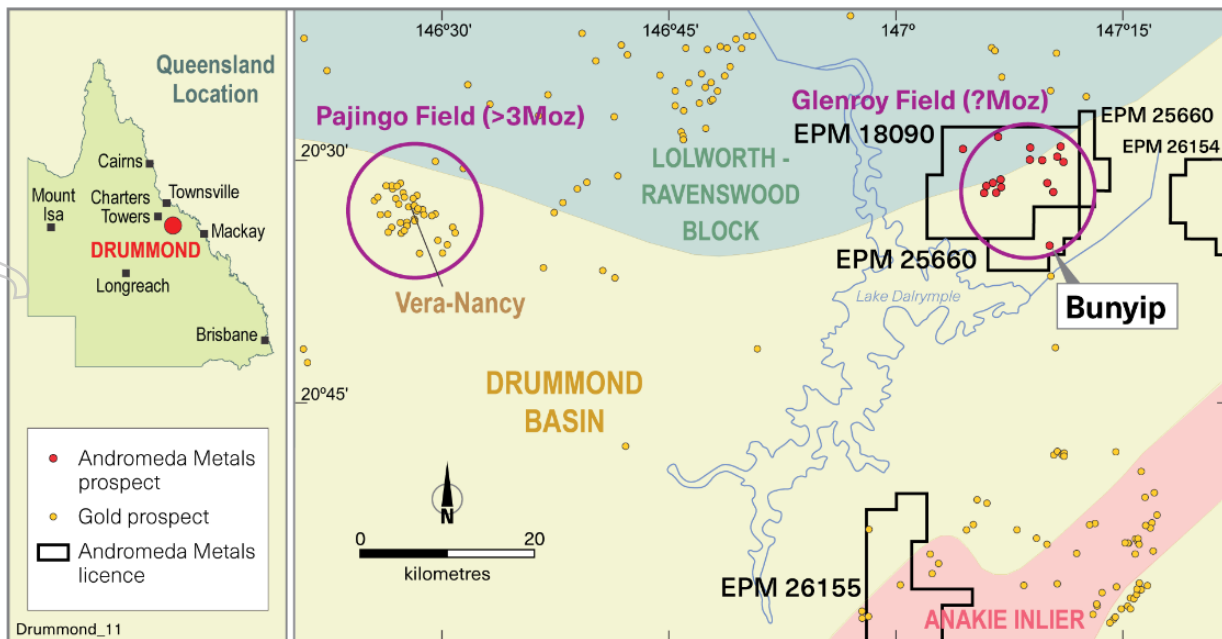 Queensland
Location
Cairns
Townsville
Charters
Towers
Mount
Isa
DRUMMOND
Mackay
Longreach
Brisbane
Andromeda Metals
prospect
Gold prospect
Andromeda Metals
licence
Drummond_11
146°30'
146°45'
147°
147°15'
Pajingo Field (>3Moz)
Glenroy Field (?Moz)
EPM 18090
EPM 25660
EPM 26154
20°30'
LOLWORTH -
RAVENSWOOD
BLOCK
EPM 25660
Vera-Nancy
Lake Dalrymple
Bunyip
20°45'
DRUMMOND
BASIN
N
0
20
kilometres
EPM 26155
ANAKIE INLIER